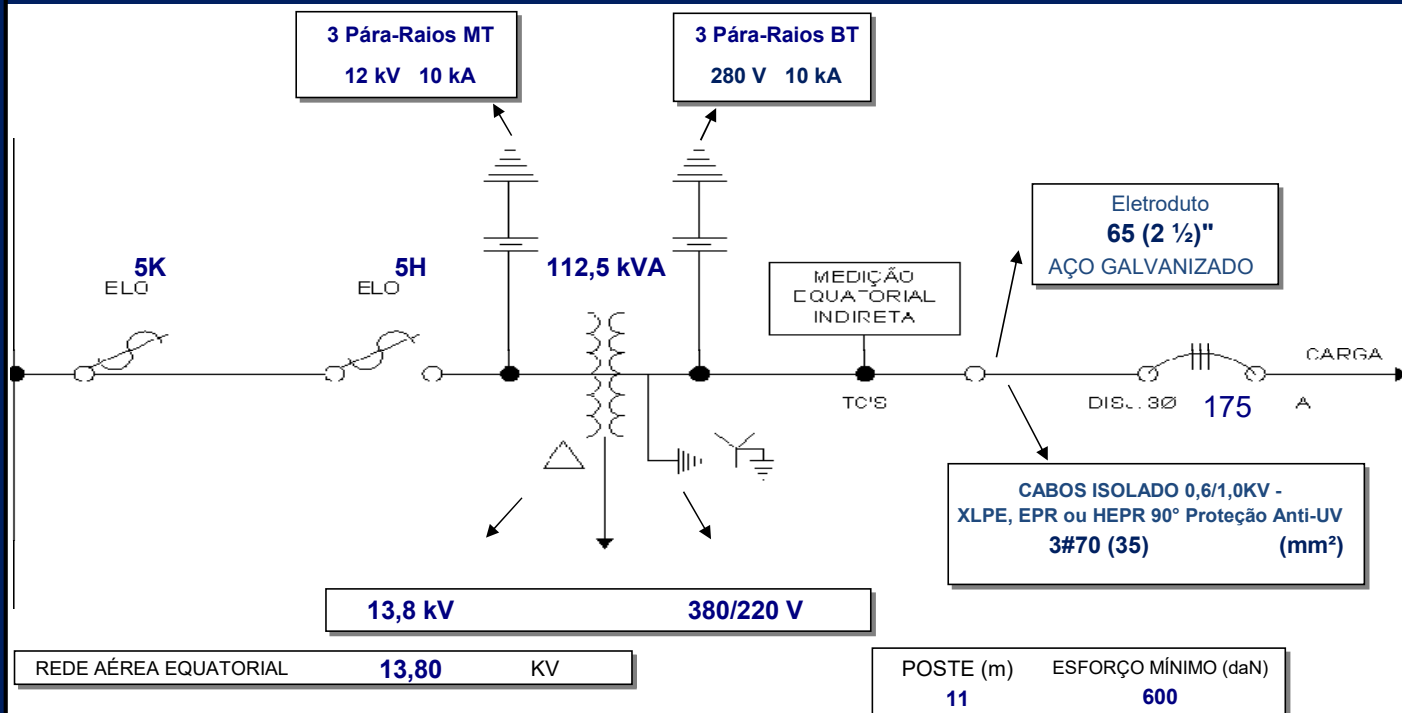 3 Pára-Raios MT
12 kV 10 kA
3 Pára-Raios BT
280 V 10 kA
Eletroduto
65 (2 ½)"
AÇO GALVANIZADO
5K
ELO
5H
ELO
112,5 kVA
MEDIÇÃO
EQUATORIAL
INDIRETA
TC'S
DISJ. 3Ø 175 A
CARGA
CABOS ISOLADO 0,6/1,0KV -
XLPE, EPR ou HEPR 90° Proteção Anti-UV
3#70 (35) (mm²)
13,8 kV 380/220 V
REDE AÉREA EQUATORIAL 13,80 KV
POSTE (m) ESFORÇO MÍNIMO (daN)
11 600